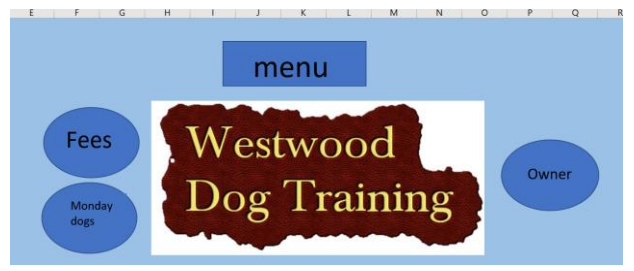 E F G H I J K L M N O P Q R
menu
Fees
Westwood
Dog Training
Owner
Monday
dogs